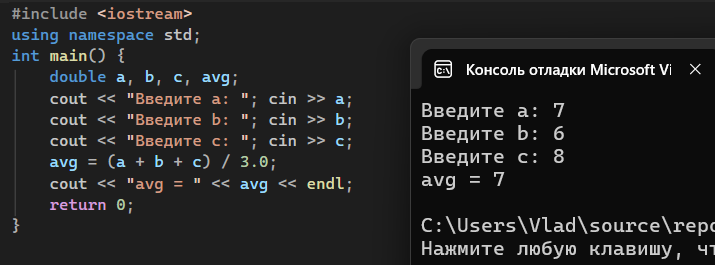 #include <iostream>
using namespace std;
int main() {
double a, b, c, avg;
cout << "Введите a: "; cin >> a;
cout << "Введите b: "; cin >> b;
cout << "Введите c: "; cin >> c;
avg = (a + b + c) / 3.0;
cout << "avg = " << avg << endl;
return 0;
}
Консоль отладки Microsoft Vi
Введите a: 7
Введите b: 6
Введите c: 8
avg = 7
C:\Users\Vlad\source\repo
Нажмите любую клавишу, чт